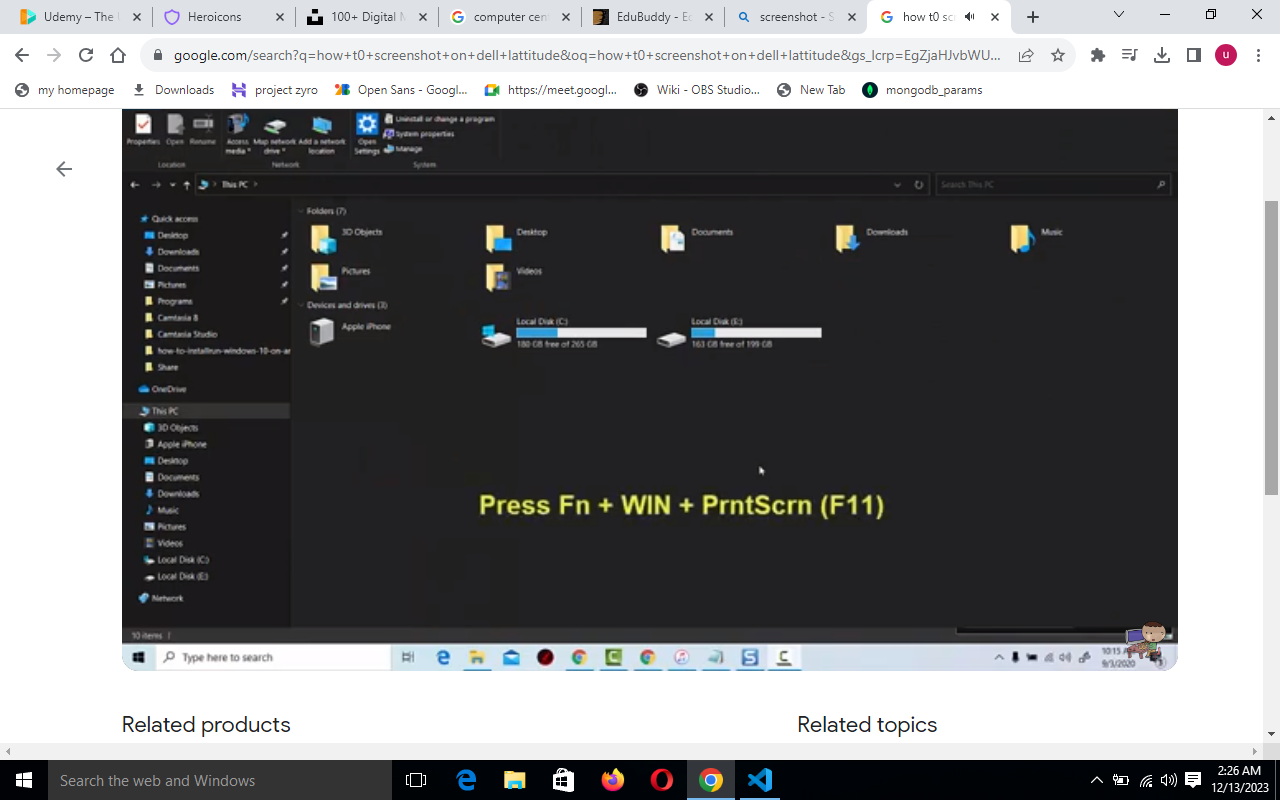 Udemy – The
Heroicons
100+ Digital
computer cen
EduBuddy - E
screenshot - S
how t0 sc
google.com/search?q=how+t0+screenshot+on+dell+lattitude&oq=how+t0+screenshot+on+dell+lattitude&gs_lcrp=EgZjaHJvbWU...
u
my homepage
Downloads
project zyro
Open Sans - Googl...
https://meet.googl...
Wiki - OBS Studio...
New Tab
mongodb_params
Properties
Open
Rename
Access media
Map network drive
Add a network location
Open Settings
Uninstall or change a program
System properties
Manage
Location
Network
System
This PC
Search This PC
Quick access
Desktop
Downloads
Documents
Pictures
Programs
Camtasia 8
Camtasia Studio
how-to-installrun-windows-10-on-ar
Share
OneDrive
This PC
3D Objects
Apple iPhone
Desktop
Documents
Downloads
Music
Pictures
Videos
Local Disk (C:)
Local Disk (E:)
Network
Folders (7)
3D Objects
Desktop
Documents
Downloads
Music
Pictures
Videos
Devices and drives (3)
Apple iPhone
Local Disk (C:)
180 GB free of 265 GB
Local Disk (E:)
163 GB free of 199 GB
Press Fn + WIN + PrntScrn (F11)
10 items
Type here to search
10:15
9/3/2020
Related products
Related topics
Search the web and Windows
2:26 AM
12/13/2023